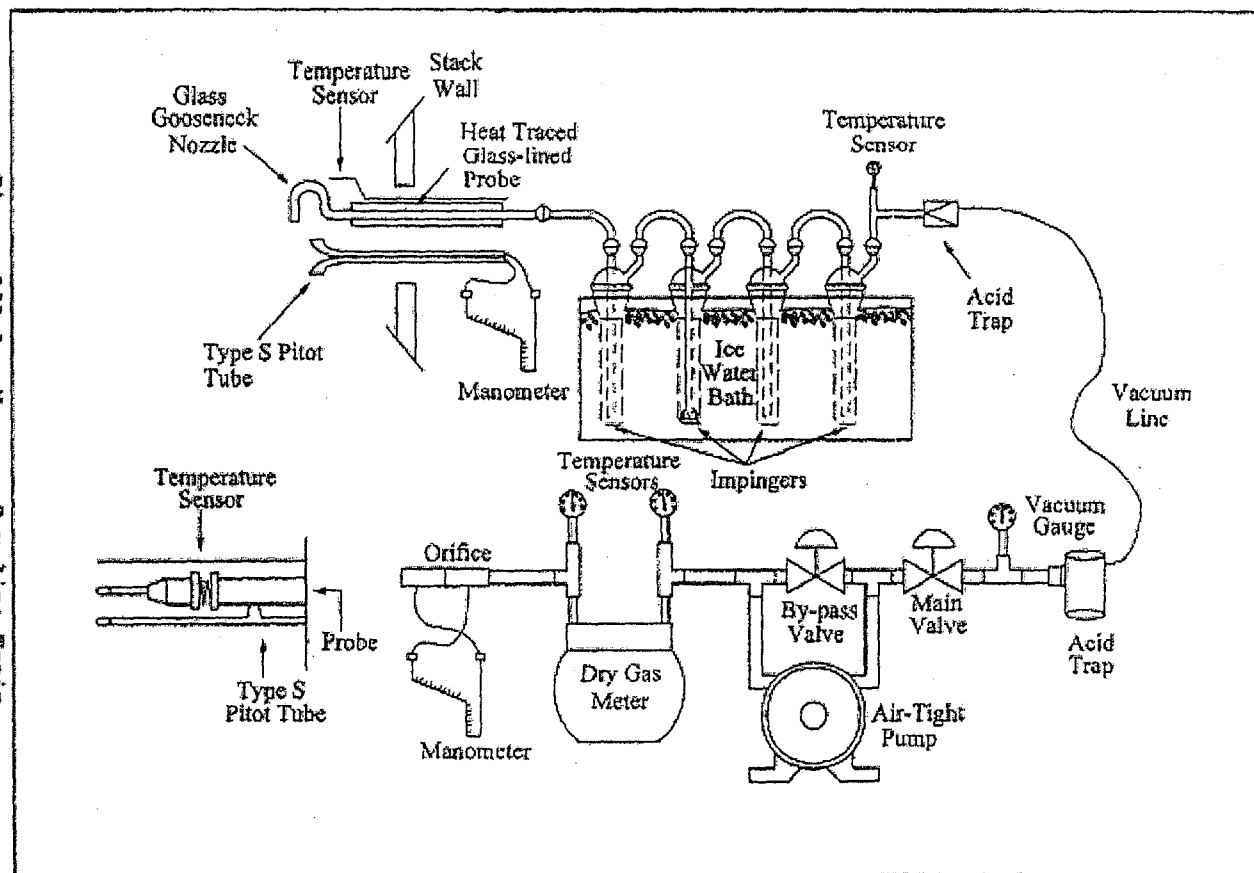 Temperature
Sensor
Stack
Wall
Glass
Gooseneck
Nozzle
Heat Traced
Glass-lined
Probe
Temperature
Sensor
Acid
Trap
Type S Pitot
Tube
Manometer
Ice
Water
Bath
Vacuum
Line
Impingers
Temperature
Sensors
Temperature
Sensor
Vacuum
Gauge
Orifice
By-pass
Valve
Main
Valve
Probe
Acid
Trap
Type S
Pitot Tube
Dry Gas
Meter
Manometer
Air-Tight
Pump